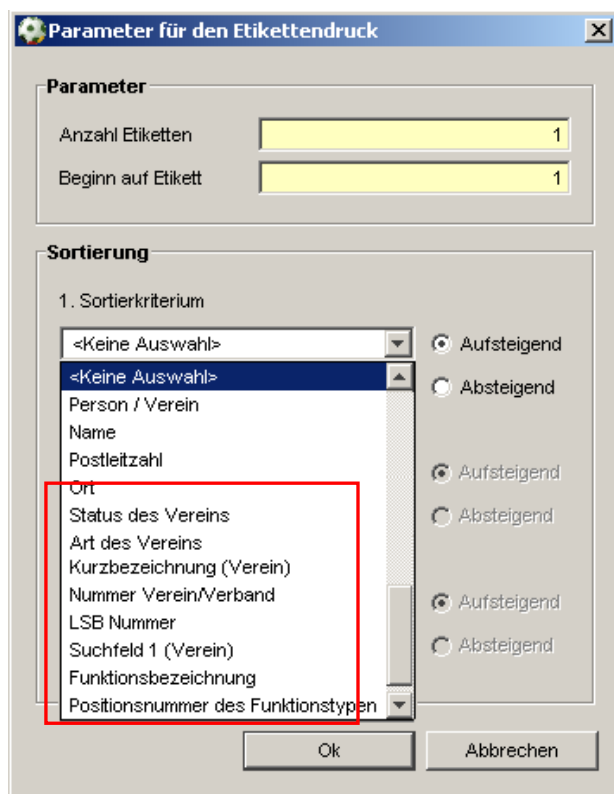 Parameter für den Etikettendruck
Parameter
Anzahl Etiketten 1
Beginn auf Etikett 1
Sortierung
1. Sortierkriterium
<Keine Auswahl> Aufsteigend
<Keine Auswahl> Absteigend
Person / Verein
Name
Postleitzahl
Aufsteigend
Ort
Status des Vereins Absteigend
Art des Vereins
Kurzbezeichnung (Verein)
Nummer Verein/Verband Aufsteigend
LSB Nummer
Suchfeld 1 (Verein) Absteigend
Funktionsbezeichnung
Positionsnummer des Funktionstypen
Ok Abbrechen